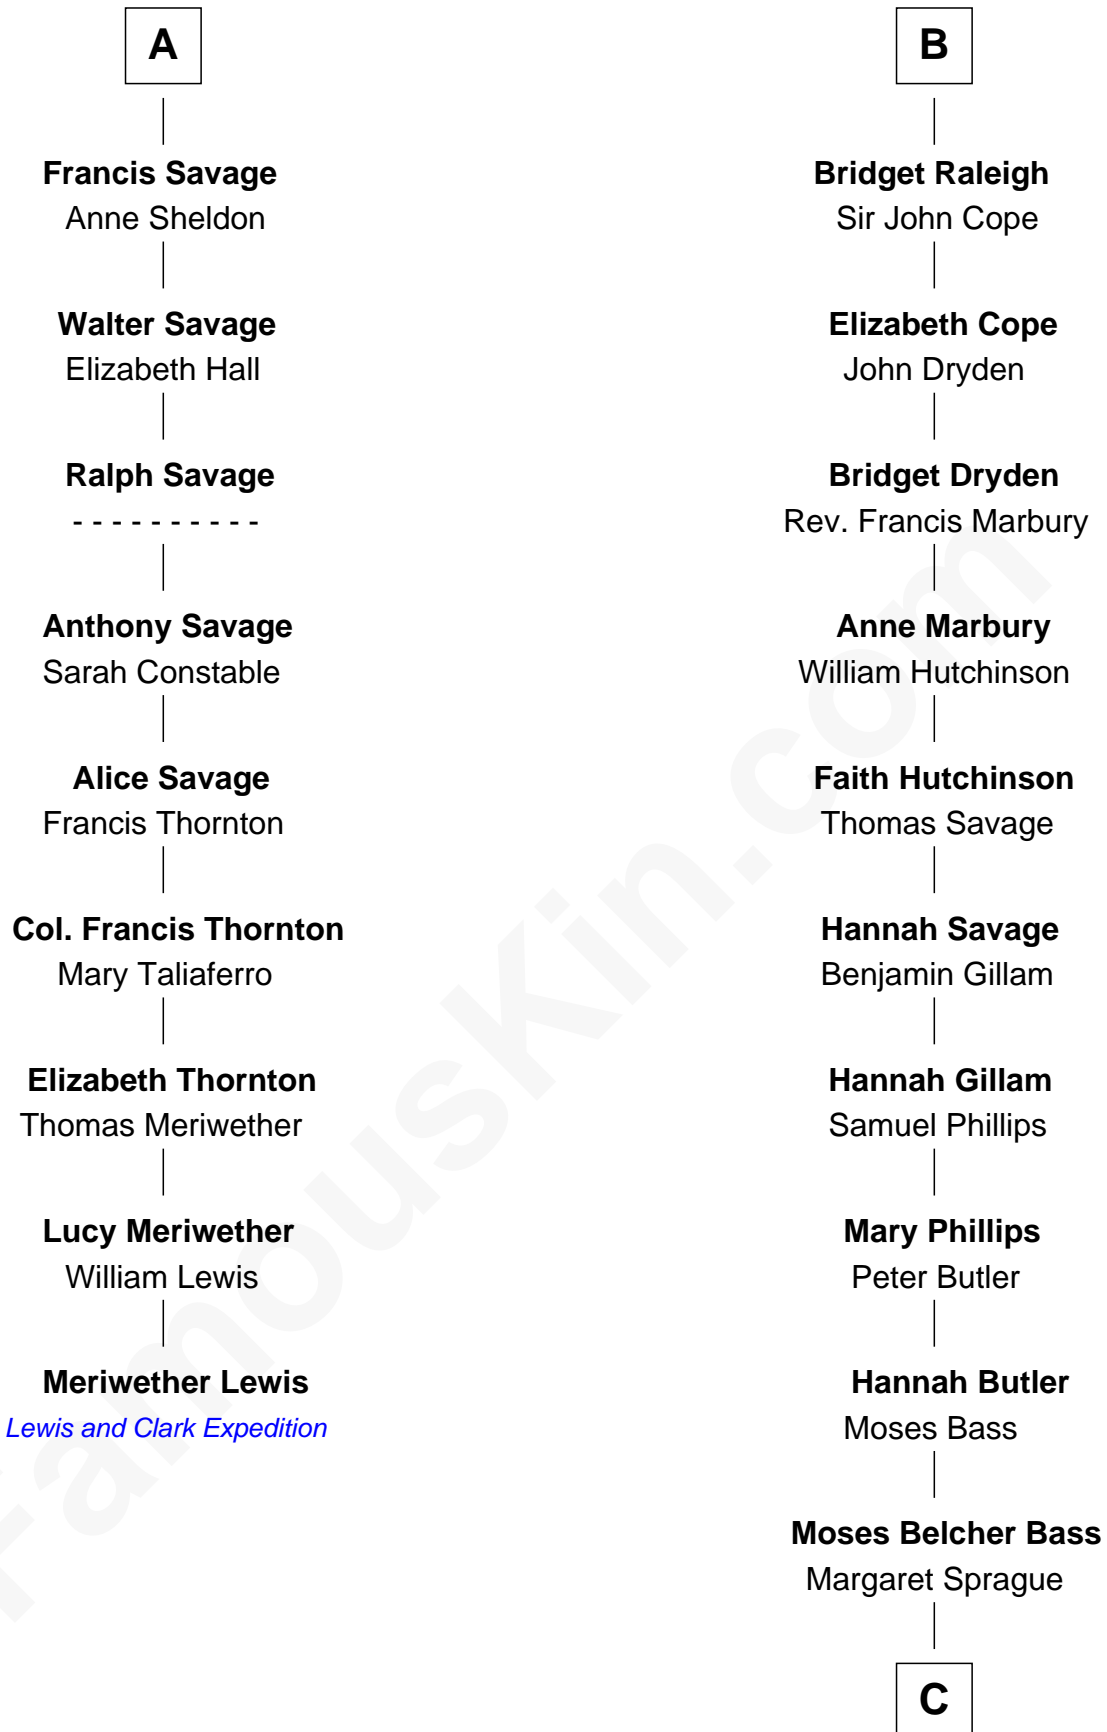 A
Francis Savage
Anne Sheldon
Walter Savage
Elizabeth Hall
Ralph Savage
- - - - - - - - - -
Anthony Savage
Sarah Constable
Alice Savage
Francis Thornton
Col. Francis Thornton
Mary Taliaferro
Elizabeth Thornton
Thomas Meriwether
Lucy Meriwether
William Lewis
Meriwether Lewis
Lewis and Clark Expedition
B
Bridget Raleigh
Sir John Cope
Elizabeth Cope
John Dryden
Bridget Dryden
Rev. Francis Marbury
Anne Marbury
William Hutchinson
Faith Hutchinson
Thomas Savage
Hannah Savage
Benjamin Gillam
Hannah Gillam
Samuel Phillips
Mary Phillips
Peter Butler
Hannah Butler
Moses Bass
Moses Belcher Bass
Margaret Sprague
C
FamousKin.com